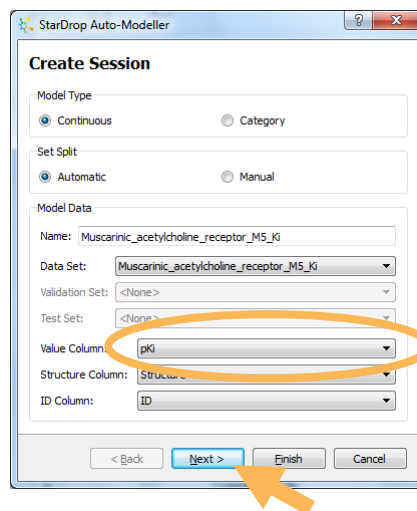 StarDrop Auto-Modeller
Create Session
Model Type
Continuous Category
Set Split
Automatic Manual
Model Data
Name: Muscarinic_acetylcholine_receptor_M5_Ki
Data Set: Muscarinic_acetylcholine_receptor_M5_Ki
Validation Set: <None>
Test Set: <None>
Value Column: pKi
Structure Column: Structure
ID Column: ID
< Back Next > Finish Cancel